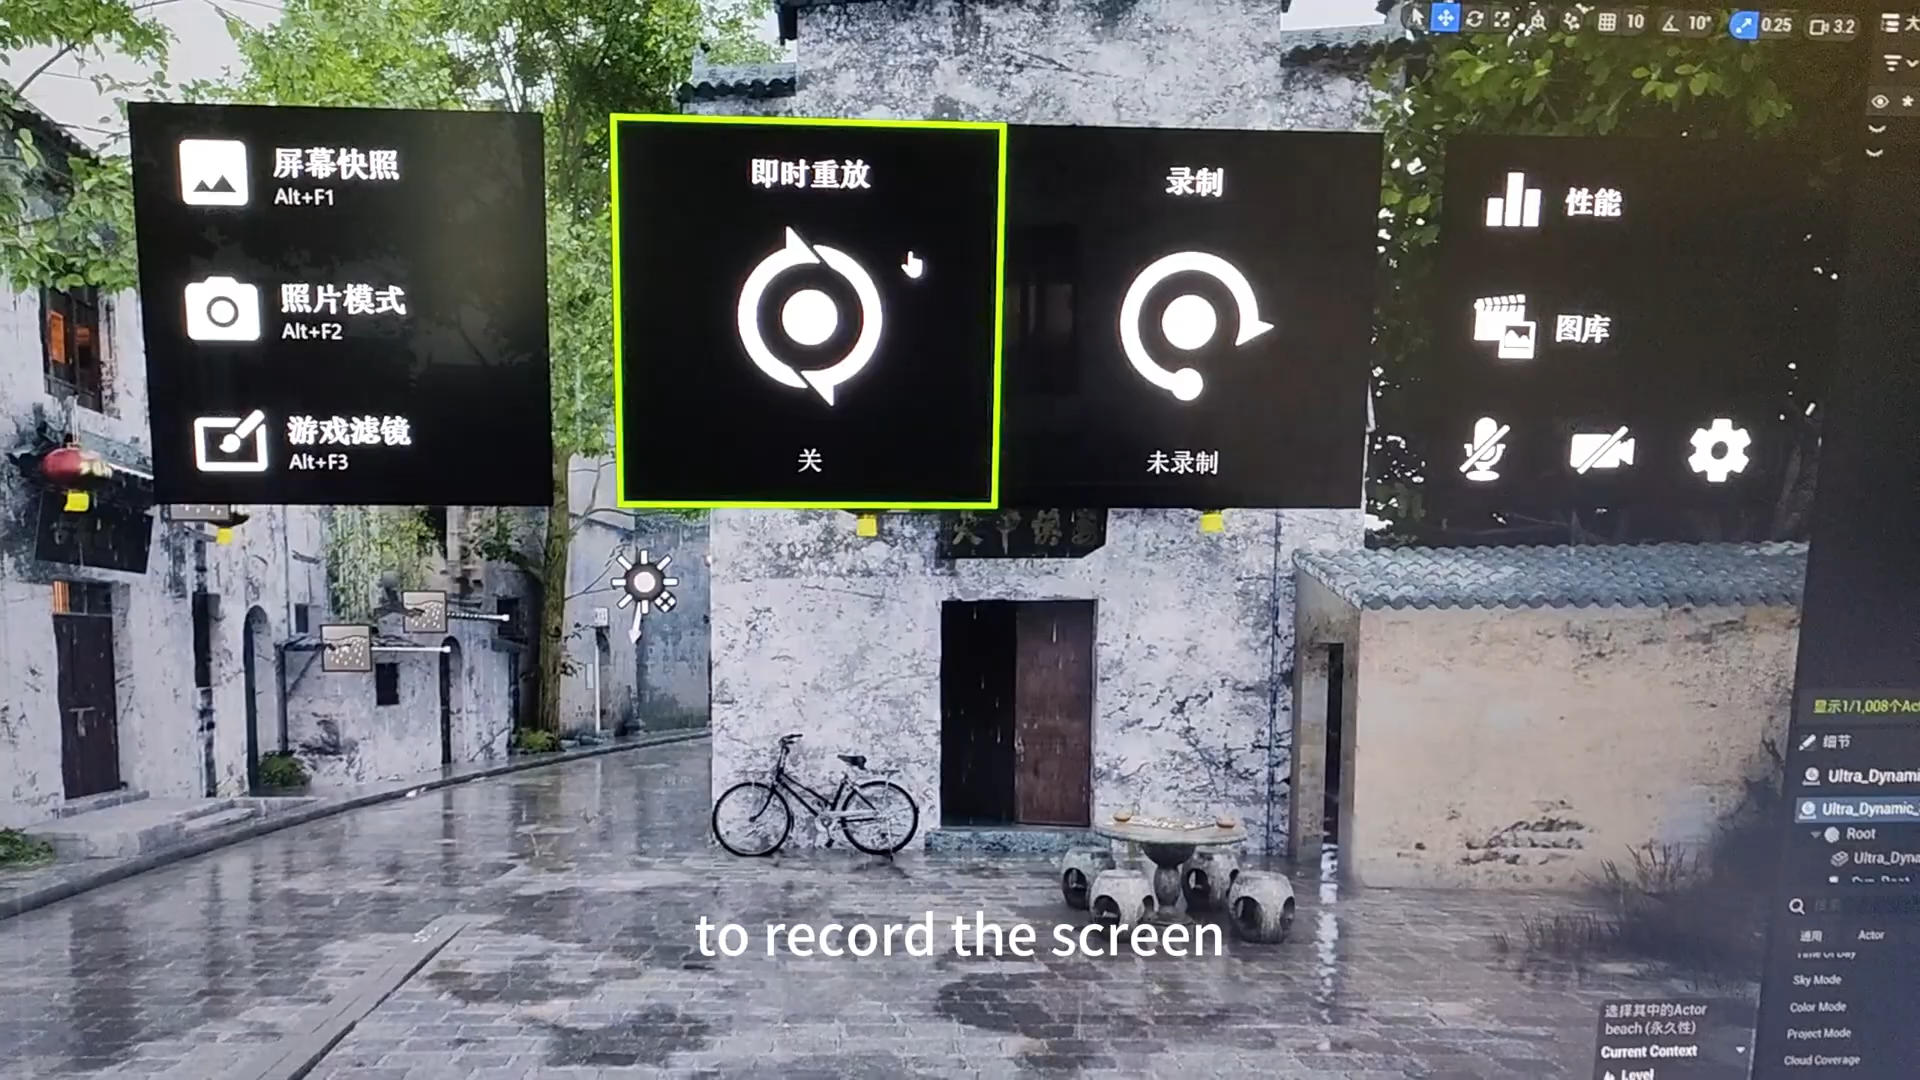 10
10°
0.25
3.2
屏幕快照
Alt+F1
照片模式
Alt+F2
游戏滤镜
Alt+F3
即时重放
关
录制
未录制
性能
图库
显示1/1,008个Act
细节
Ultra_Dynami
Ultra_Dynamic_
Root
Ultra_Dyna
通用
Actor
Time Of Day
Sky Mode
Color Mode
Project Mode
Cloud Coverage
选择其中的Actor
beach (永久性)
Current Context
Level
to record the screen